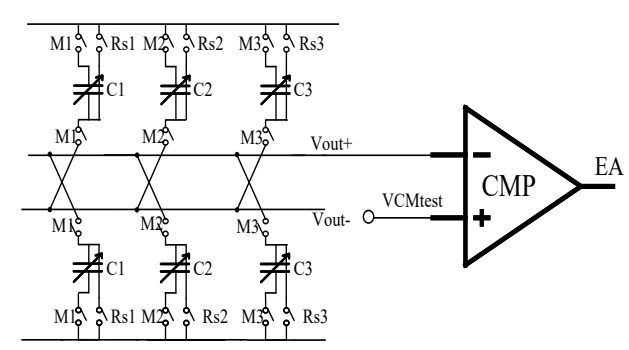 M1 Rs1 M2 Rs2 M3 Rs3
C1 C2 C3
M1 M2 M3
Vout+
EA
CMP
VCMtest
Vout-
M1 M2 M3
C1 C2 C3
M1 Rs1 M2 Rs2 M3 Rs3